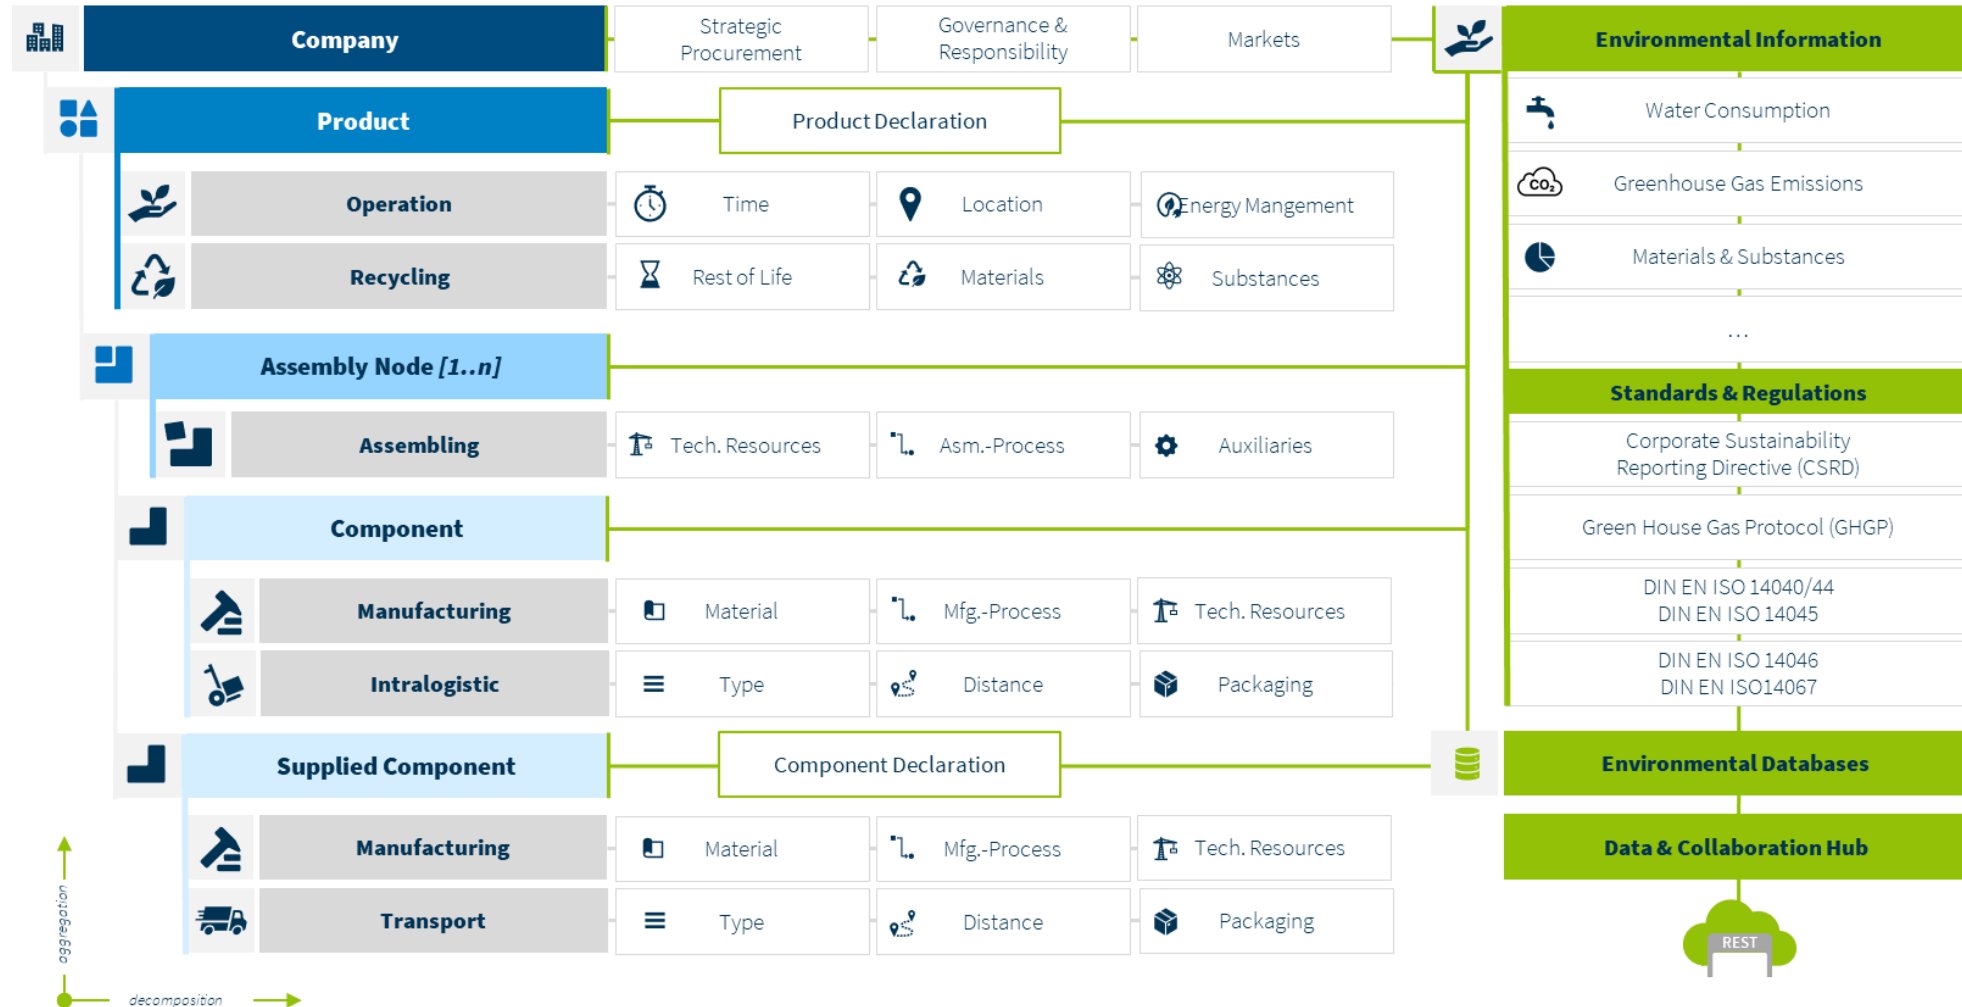 Company
Strategic
Procurement
Governance &
Responsibility
Markets
Environmental Information
Product
Product Declaration
Water Consumption
Operation
Time
Location
Energy Mangement
CO₂
Greenhouse Gas Emissions
Recycling
Rest of Life
Materials
Substances
Materials & Substances
...
Assembly Node [1..n]
Standards & Regulations
Assembling
Tech. Resources
Asm.-Process
Auxiliaries
Corporate Sustainability
Reporting Directive (CSRD)
Component
Green House Gas Protocol (GHGP)
Manufacturing
Material
Mfg.-Process
Tech. Resources
DIN EN ISO 14040/44
DIN EN ISO 14045
Intralogistic
Type
Distance
Packaging
DIN EN ISO 14046
DIN EN ISO14067
Supplied Component
Component Declaration
Environmental Databases
Manufacturing
Material
Mfg.-Process
Tech. Resources
Data & Collaboration Hub
Transport
Type
Distance
Packaging
REST
aggregation
decomposition